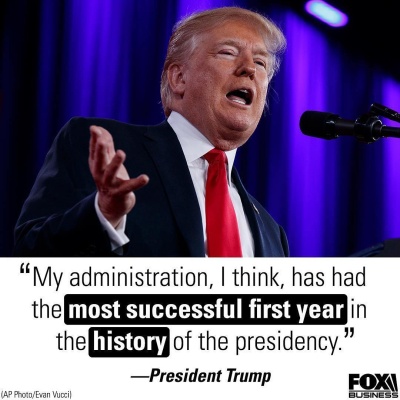 “My administration, I think, has had
the most successful first year in
the history of the presidency.”
—President Trump
(AP Photo/Evan Vucci)
FOX
BUSINESS